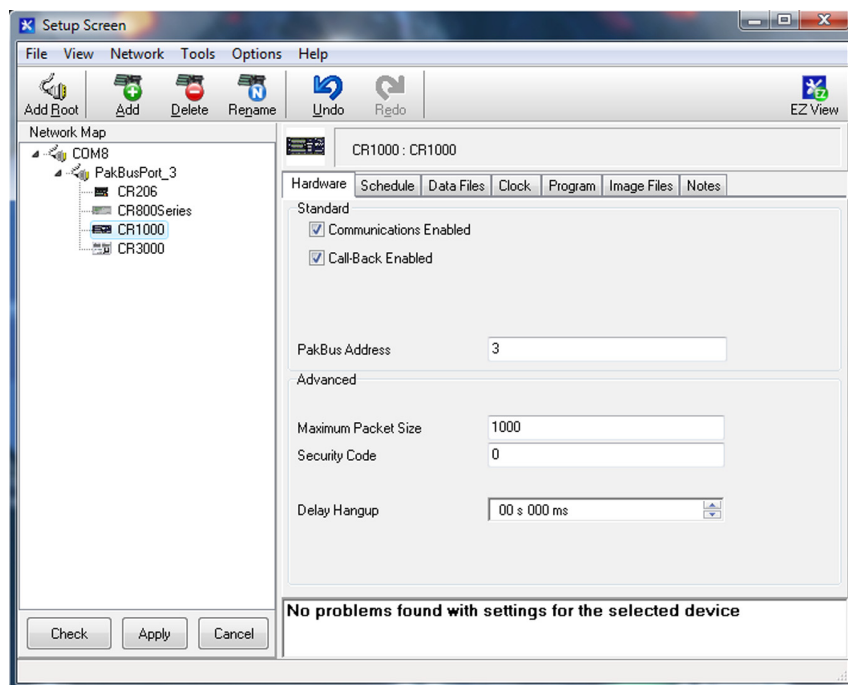 Setup Screen
File View Network Tools Options Help
Add Root Add Delete Rename Undo Redo EZ View
Network Map
COM8
PakBusPort_3
CR206
CR800Series
CR1000
CR3000
CR1000 : CR1000
Hardware Schedule Data Files Clock Program Image Files Notes
Standard
Communications Enabled
Call-Back Enabled
PakBus Address 3
Advanced
Maximum Packet Size 1000
Security Code 0
Delay Hangup 00 s 000 ms
No problems found with settings for the selected device
Check Apply Cancel